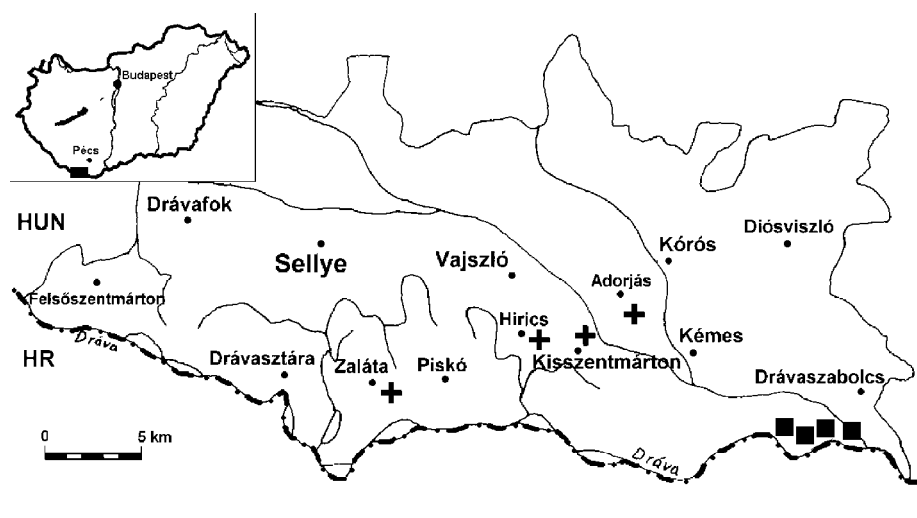 Budapest
Pécs
HUN
Drávafok
Sellye
Vajszló
Kórós
Diósviszló
Adorjás
Felsőszentmárton
Hirics
Kémes
Kisszentmárton
Dráva
HR
Drávasztára
Zaláta
Piskó
Drávaszabolcs
0 5 km
Dráva